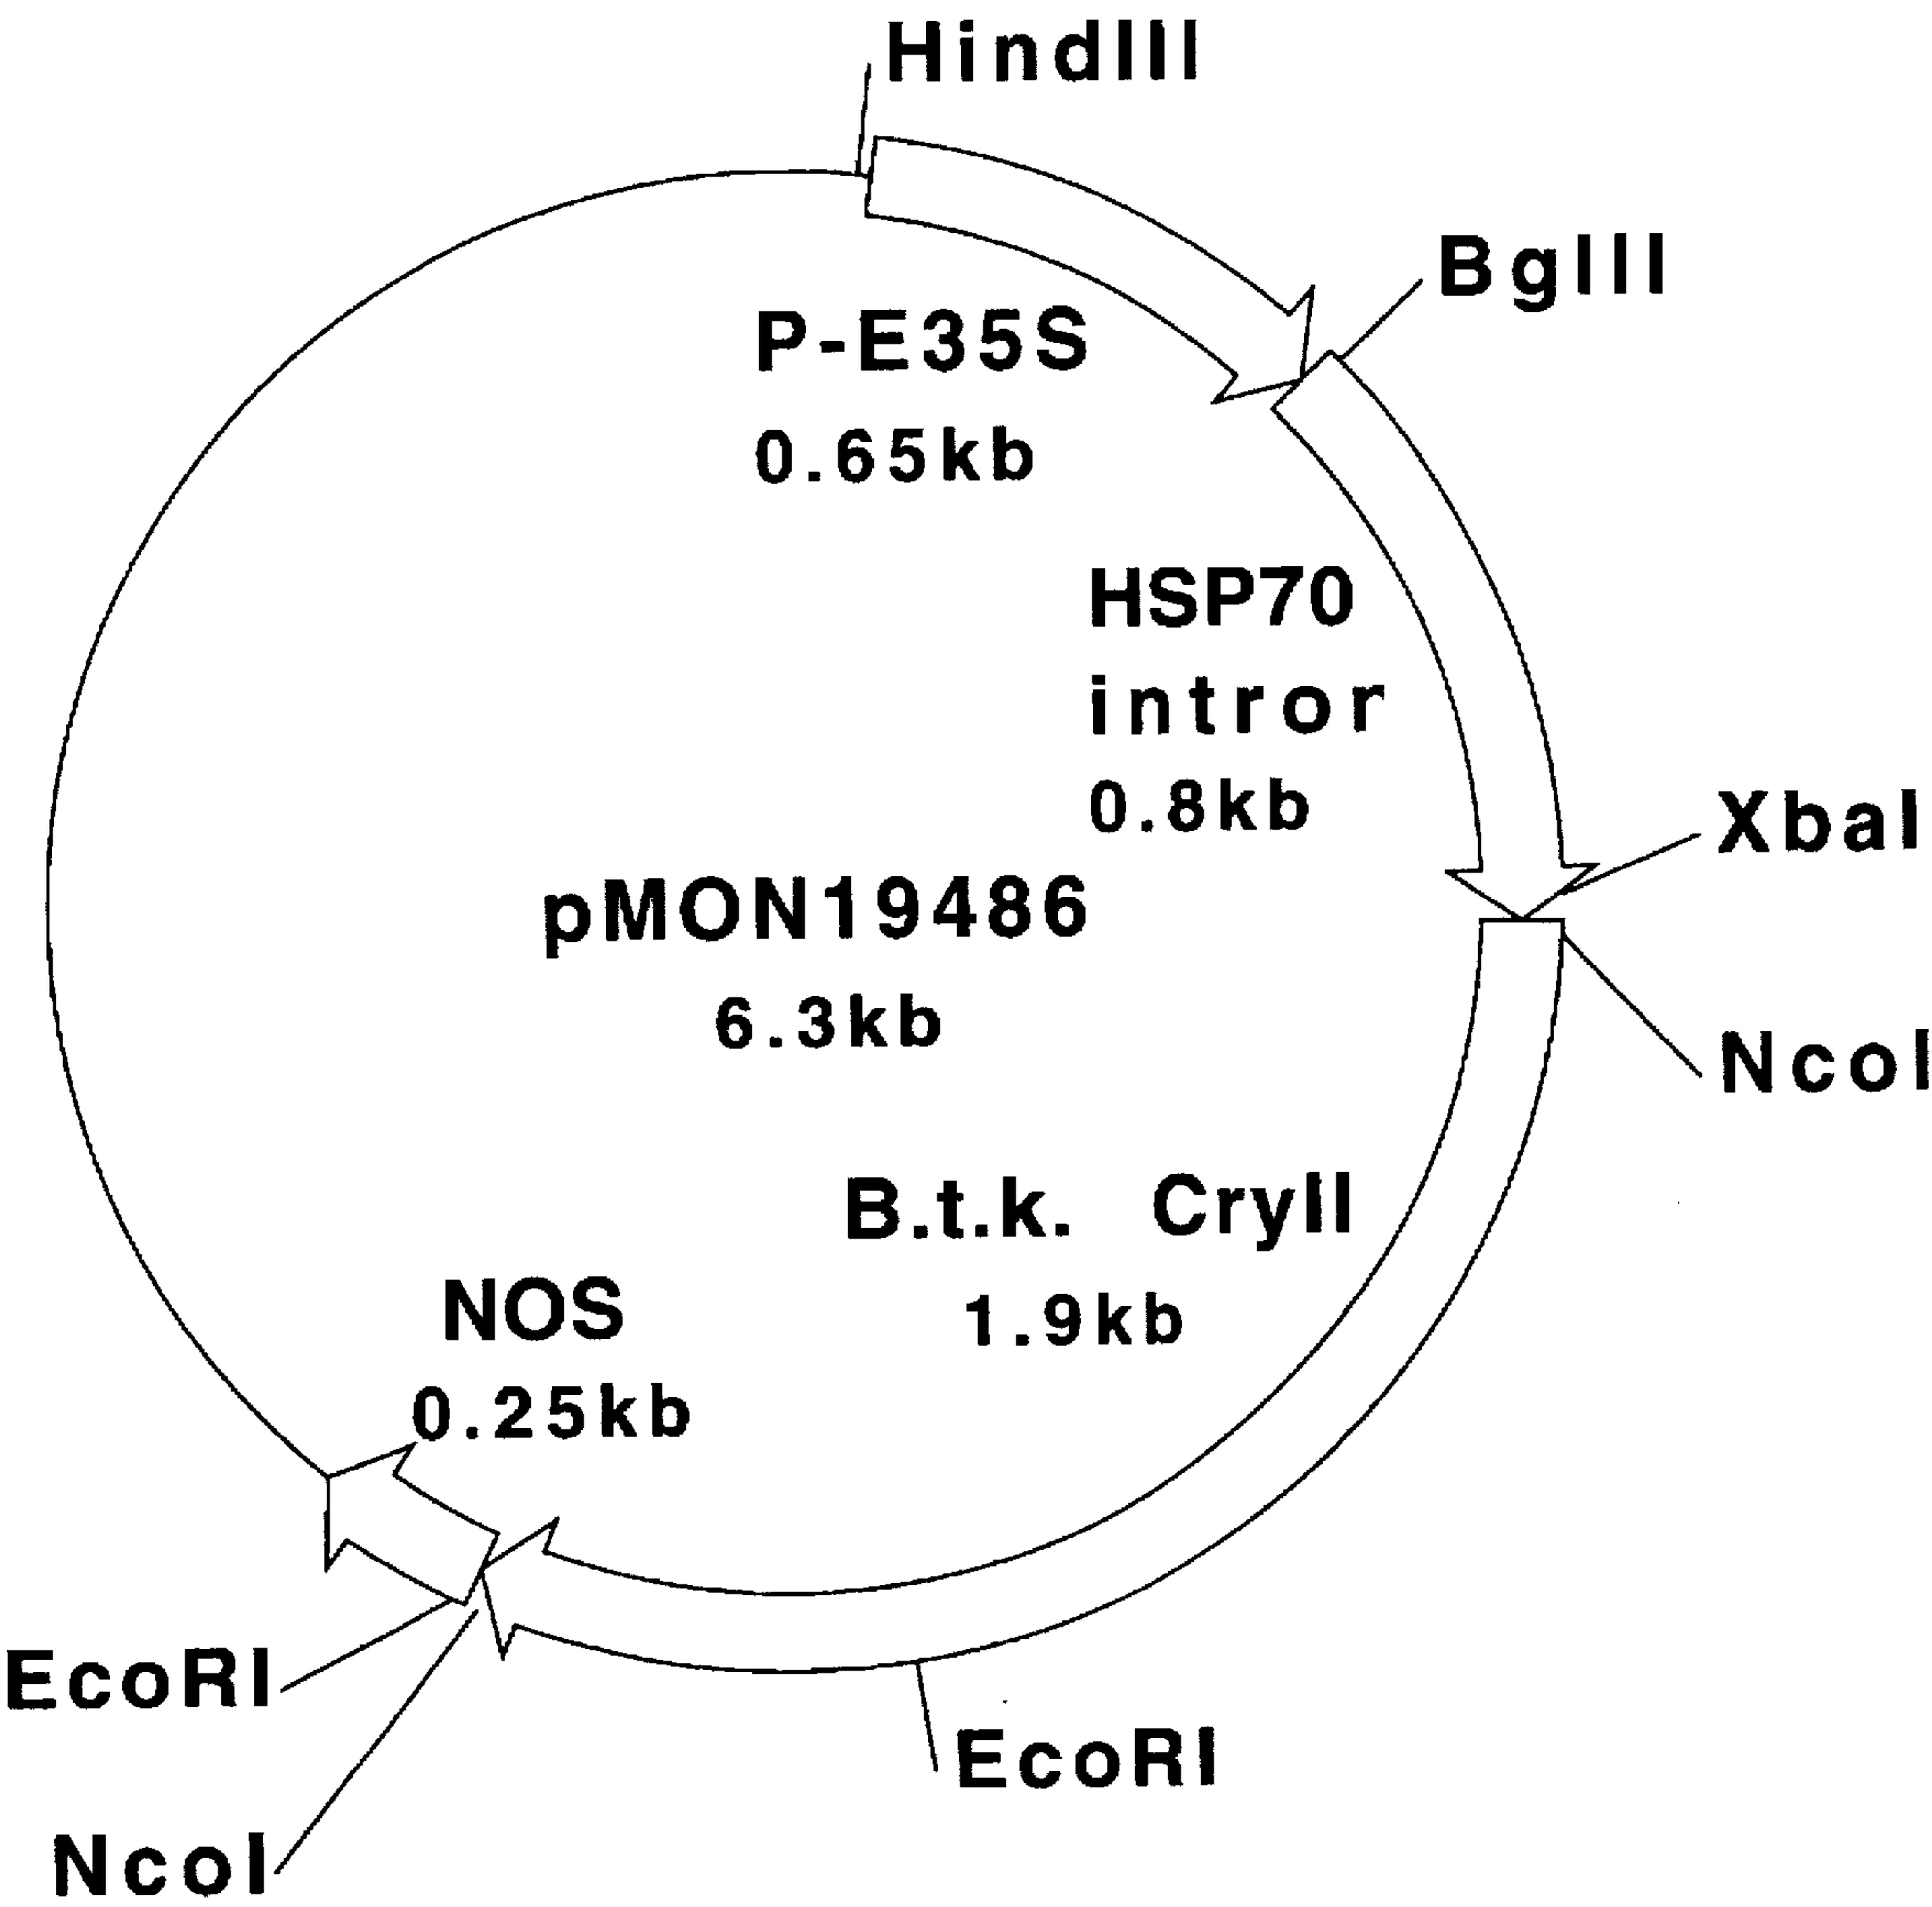 HindIII
BglII
P-E35S
0.65kb
HSP70
intror
0.8kb
XbaI
pMON19486
6.3kb
NcoI
B.t.k. CryII
1.9kb
NOS
0.25kb
EcoRI
EcoRI
NcoI